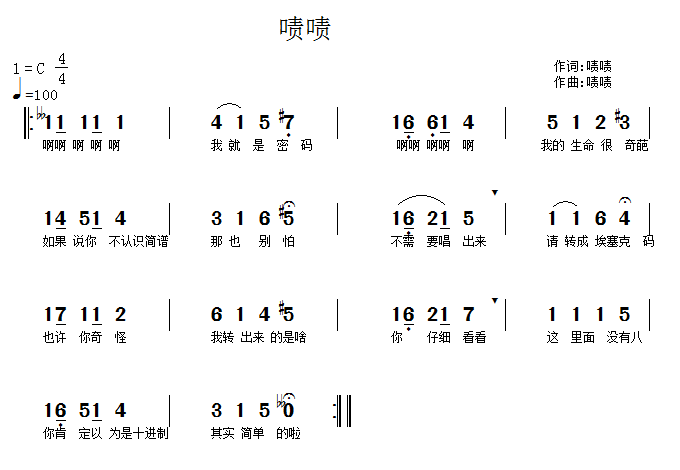 啧啧
1=C 4/4
作词:啧啧
♩=100
作曲:啧啧
𝄫11 11 1 | 4 1 5 #7 | 16 61 4 | 5 1 2 #3 |
啊啊 啊 啊 啊 我 就 是 密 码 啊啊 啊啊 啊 我的 生命 很 奇葩
14 51 4 | 3 1 6 #5 | 16 21 5 | 1 1 6 4 |
如果 说你 不认识简谱 那 也 别 怕 不需 要唱 出来 请 转成 埃塞克 码
17 11 2 | 6 1 4 #5 | 16 21 7 | 1 1 1 5 |
也许 你奇 怪 我转 出来 的是啥 你 仔细 看看 这 里面 没有八
16 51 4 | 3 1 5 𝄫0
你肯 定以 为是十进制 其实 简单 的啦